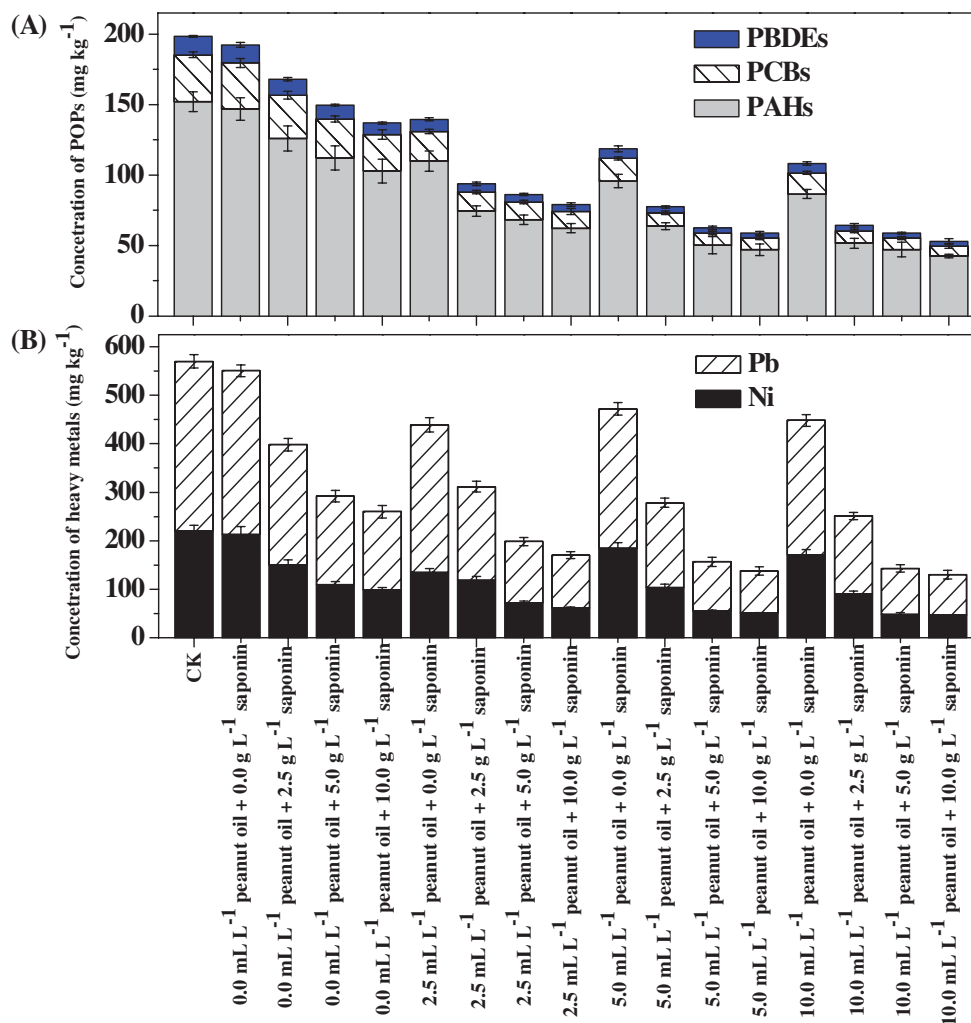 (A)
Concetration of POPs (mg kg⁻¹)
200
150
100
50
0
PBDEs
PCBs
PAHs
(B)
Concetration of heavy metals (mg kg⁻¹)
600
500
400
300
200
100
0
Pb
Ni
CK
0.0 mL L⁻¹ peanut oil + 0.0 g L⁻¹ saponin
0.0 mL L⁻¹ peanut oil + 2.5 g L⁻¹ saponin
0.0 mL L⁻¹ peanut oil + 5.0 g L⁻¹ saponin
0.0 mL L⁻¹ peanut oil + 10.0 g L⁻¹ saponin
2.5 mL L⁻¹ peanut oil + 0.0 g L⁻¹ saponin
2.5 mL L⁻¹ peanut oil + 2.5 g L⁻¹ saponin
2.5 mL L⁻¹ peanut oil + 5.0 g L⁻¹ saponin
2.5 mL L⁻¹ peanut oil + 10.0 g L⁻¹ saponin
5.0 mL L⁻¹ peanut oil + 0.0 g L⁻¹ saponin
5.0 mL L⁻¹ peanut oil + 2.5 g L⁻¹ saponin
5.0 mL L⁻¹ peanut oil + 5.0 g L⁻¹ saponin
5.0 mL L⁻¹ peanut oil + 10.0 g L⁻¹ saponin
10.0 mL L⁻¹ peanut oil + 0.0 g L⁻¹ saponin
10.0 mL L⁻¹ peanut oil + 2.5 g L⁻¹ saponin
10.0 mL L⁻¹ peanut oil + 5.0 g L⁻¹ saponin
10.0 mL L⁻¹ peanut oil + 10.0 g L⁻¹ saponin